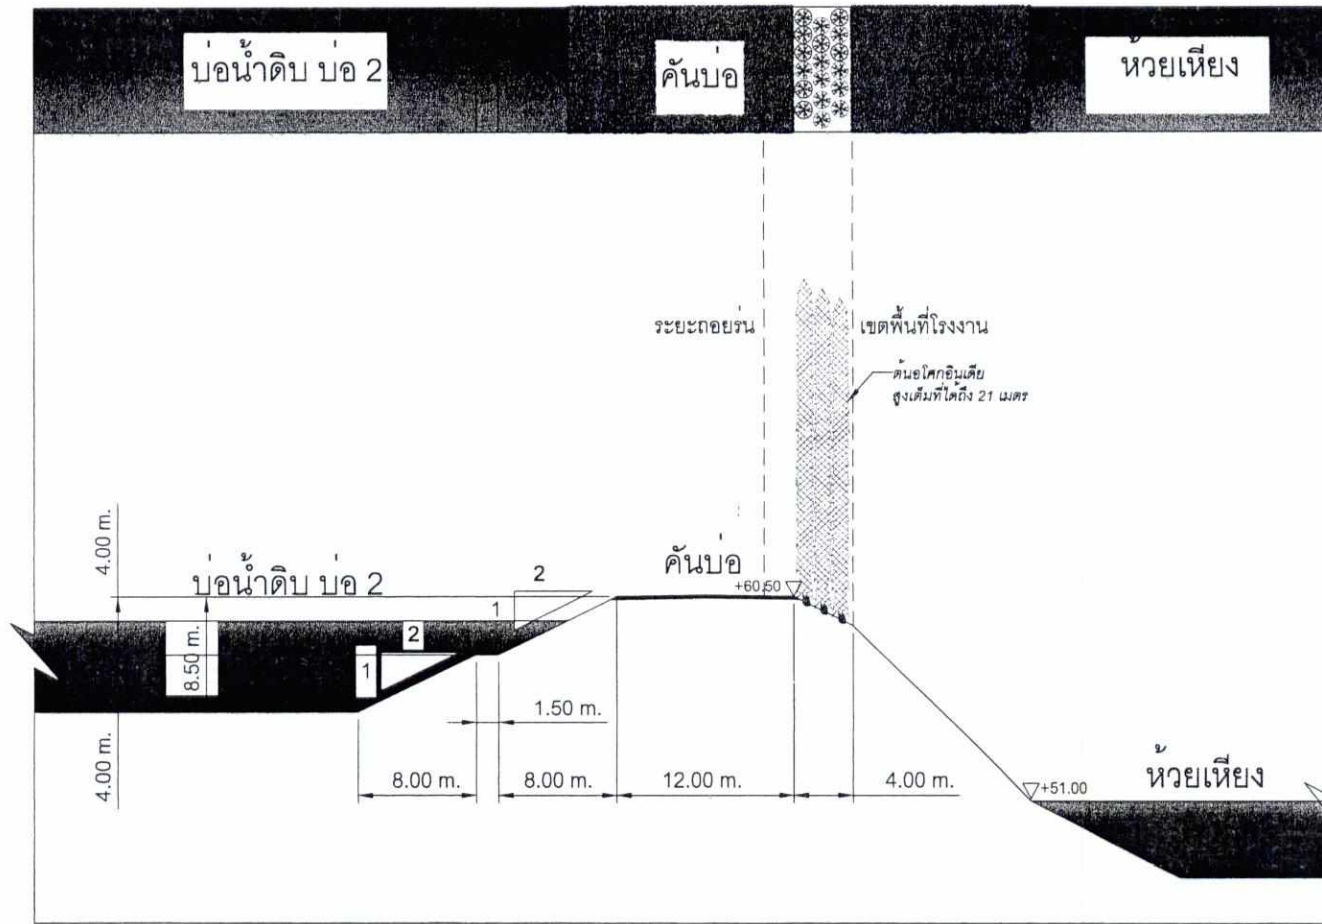 บ่อน้ำดิบ บ่อ 2
คันบ่อ
ห้วยเหียง
ระยะถอยร่น
เขตพื้นที่โรงงาน
ต้นอโศกอินเดีย
สูงเต็มที่ได้ถึง 21 เมตร
4.00 m.
บ่อน้ำดิบ บ่อ 2
คันบ่อ
+60.50
2
1
2
1
8.50 m.
4.00 m.
1.50 m.
8.00 m.
8.00 m.
12.00 m.
4.00 m.
+51.00
ห้วยเหียง